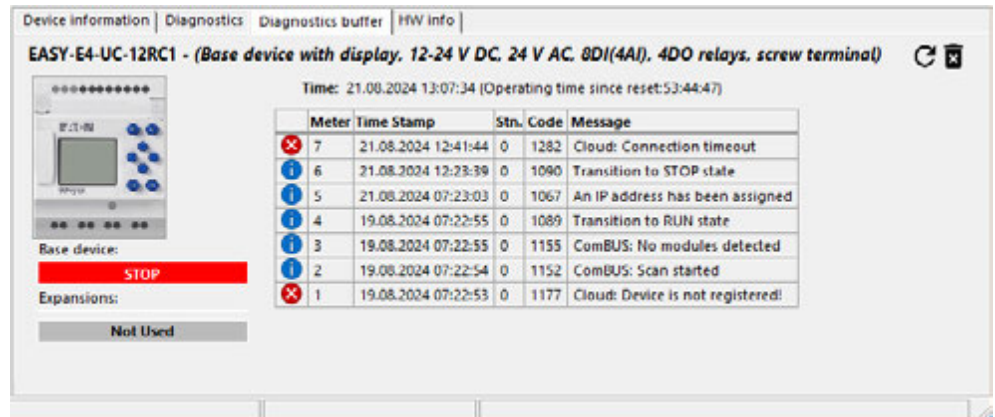 Device information Diagnostics Diagnostics buffer HW info
EASY-E4-UC-12RC1 - (Base device with display, 12-24 V DC, 24 V AC, 8DI(4AI), 4DO relays, screw terminal)
Time: 21.08.2024 13:07:34 (Operating time since reset:53:44:47)
Meter Time Stamp Stn. Code Message
7 21.08.2024 12:41:44 0 1282 Cloud: Connection timeout
6 21.08.2024 12:23:39 0 1090 Transition to STOP state
5 21.08.2024 07:23:03 0 1067 An IP address has been assigned
4 19.08.2024 07:22:55 0 1089 Transition to RUN state
3 19.08.2024 07:22:55 0 1155 ComBUS: No modules detected
2 19.08.2024 07:22:54 0 1152 ComBUS: Scan started
1 19.08.2024 07:22:53 0 1177 Cloud: Device is not registered!
E·T·N
Base device:
STOP
Expansions:
Not Used